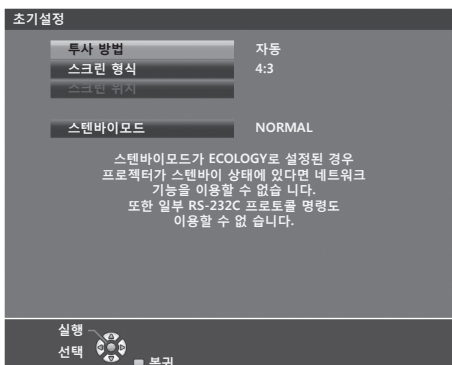 초기설정
투사 방법 자동
스크린 형식 4:3
스크린 위치
스텐바이모드 NORMAL
스텐바이모드가 ECOLOGY로 설정된 경우
프로젝터가 스텐바이 상태에 있다면 네트워크
기능을 이용할 수 없습 니다.
또한 일부 RS-232C 프로토콜 명령도
이용할 수 없 습니다.
실행
선택
복귀